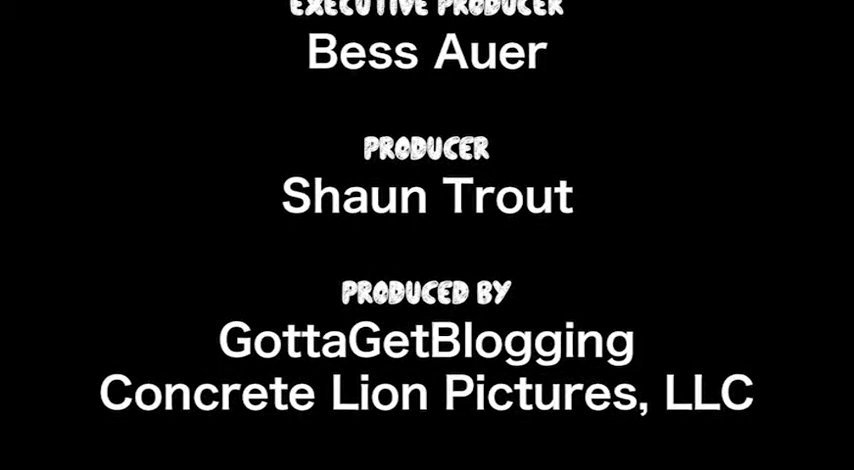 EXECUTIVE PRODUCER
Bess Auer
PRODUCER
Shaun Trout
PRODUCED BY
GottaGetBlogging
Concrete Lion Pictures, LLC